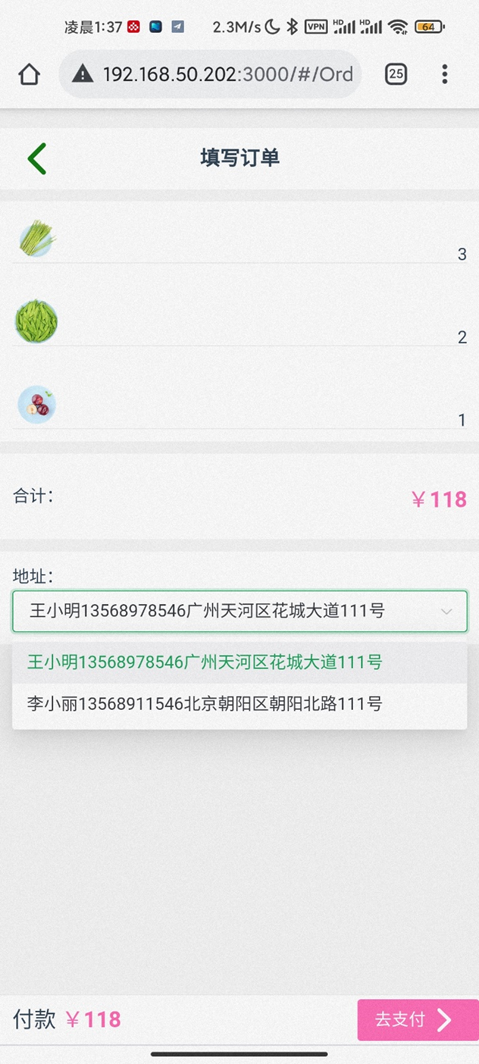 凌晨1:37 2.3M/s VPN HD HD 64
192.168.50.202:3000/#/Ord 25
填写订单
3
2
1
合计：
￥118
地址：
王小明13568978546广州天河区花城大道111号
王小明13568978546广州天河区花城大道111号
李小丽13568911546北京朝阳区朝阳北路111号
付款 ￥118 去支付